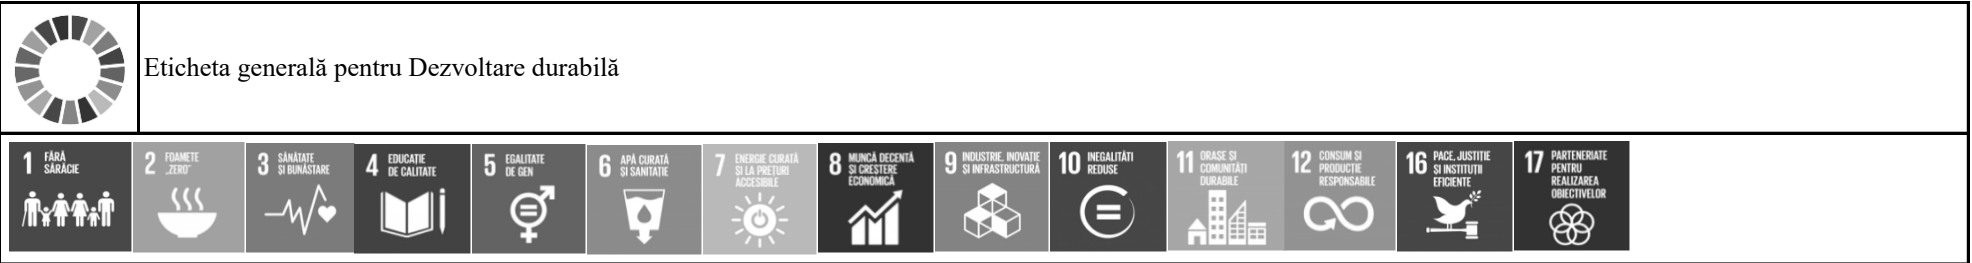 Eticheta generală pentru Dezvoltare durabilă
1 FĂRĂ
SĂRĂCIE
2 FOAMETE
„ZERO”
3 SĂNĂTATE
ȘI BUNĂSTARE
4 EDUCAȚIE
DE CALITATE
5 EGALITATE
DE GEN
6 APĂ CURATĂ
ȘI SANITAȚIE
7 ENERGIE CURATĂ
ȘI LA PREȚURI
ACCESIBILE
8 MUNCĂ DECENTĂ
ȘI CREȘTERE
ECONOMICĂ
9 INDUSTRIE, INOVAȚIE
ȘI INFRASTRUCTURĂ
10 INEGALITĂȚI
REDUSE
11 ORAȘE ȘI
COMUNITĂȚI
DURABILE
12 CONSUM ȘI
PRODUCȚIE
RESPONSABILE
16 PACE, JUSTIȚIE
ȘI INSTITUȚII
EFICIENTE
17 PARTENERIATE
PENTRU
REALIZAREA
OBIECTIVELOR